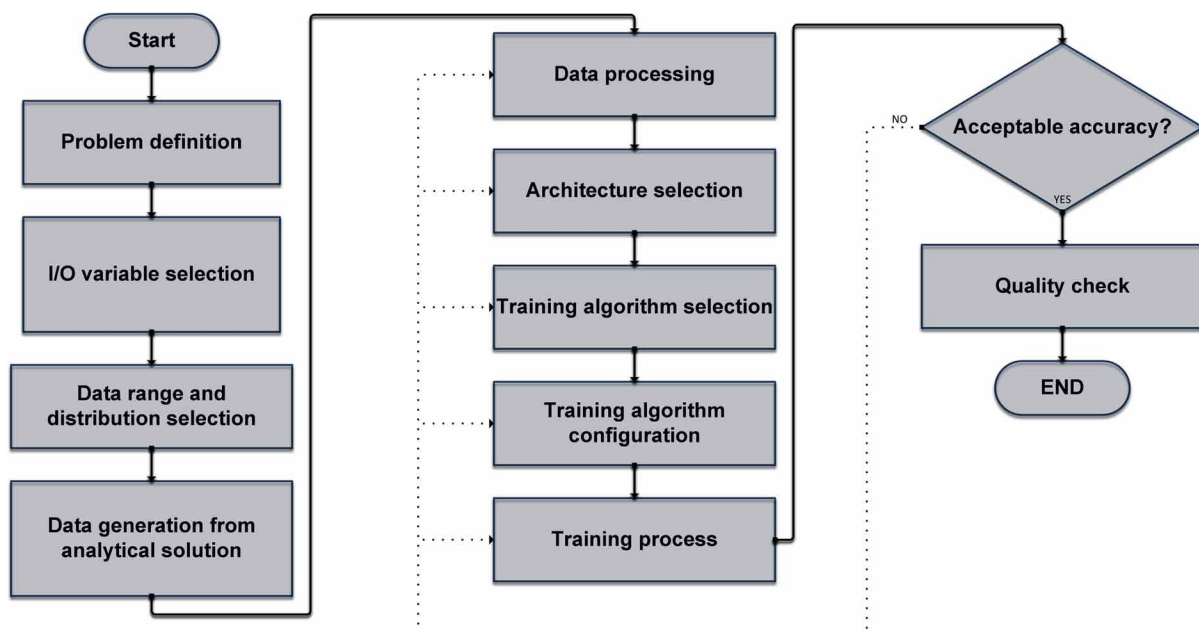 Start
Problem definition
I/O variable selection
Data range and
distribution selection
Data generation from
analytical solution
Data processing
Architecture selection
Training algorithm selection
Training algorithm
configuration
Training process
NO
Acceptable accuracy?
YES
Quality check
END